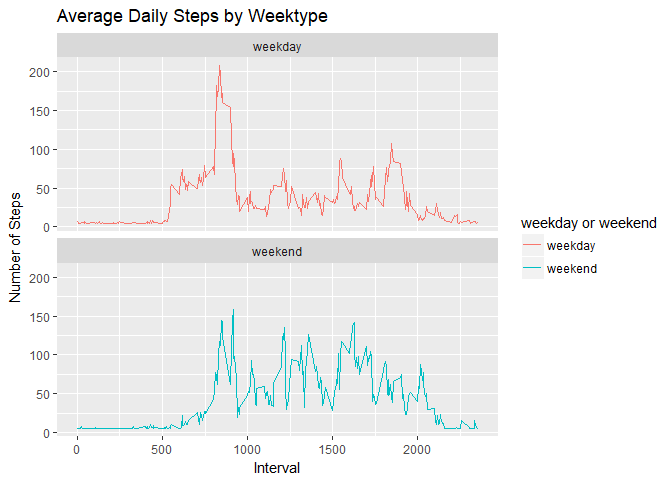 Average Daily Steps by Weektype
weekday
200
150
100
50
0
weekend
200
150
100
50
0
Number of Steps
0 500 1000 1500 2000
Interval
weekday or weekend
weekday
weekend